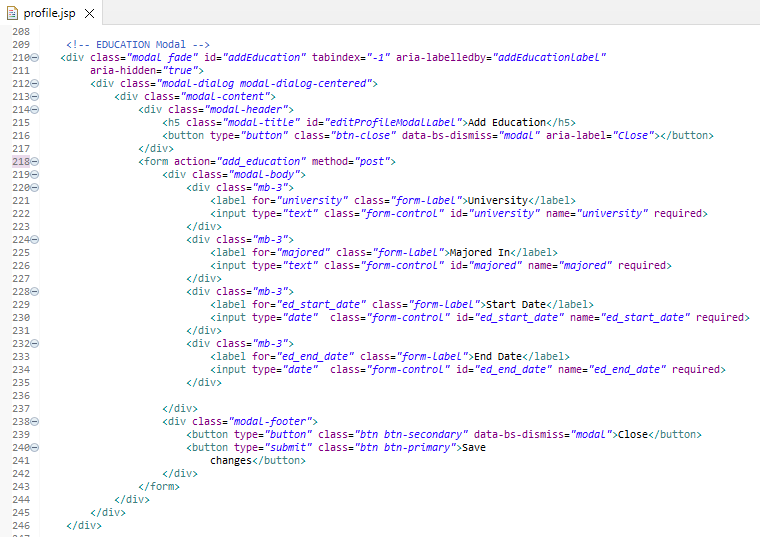 profile.jsp
208
209 <!-- EDUCATION Modal -->
210 <div class="modal fade" id="addEducation" tabindex="-1" aria-labelledby="addEducationlabel"
211 aria-hidden="true">
212 <div class="modal-dialog modal-dialog-centered">
213 <div class="modal-content">
214 <div class="modal-header">
215 <h5 class="modal-title" id="editProfileModalLabel">Add Education</h5>
216 <button type="button" class="btn-close" data-bs-dismiss="modal" aria-label="Close"></button>
217 </div>
218 <form action="add_education" method="post">
219 <div class="modal-body">
220 <div class="mb-3">
221 <label for="university" class="form-label">University</label>
222 <input type="text" class="form-control" id="university" name="university" required>
223 </div>
224 <div class="mb-3">
225 <label for="majored" class="form-label">Majored In</label>
226 <input type="text" class="form-control" id="majored" name="majored" required>
227 </div>
228 <div class="mb-3">
229 <label for="ed_start_date" class="form-label">Start Date</label>
230 <input type="date"  class="form-control" id="ed_start_date" name="ed_start_date" required>
231 </div>
232 <div class="mb-3">
233 <label for="ed_end_date" class="form-label">End Date</label>
234 <input type="date"  class="form-control" id="ed_end_date" name="ed_end_date" required>
235 </div>
236
237 </div>
238 <div class="modal-footer">
239 <button type="button" class="btn btn-secondary" data-bs-dismiss="modal">Close</button>
240 <button type="submit" class="btn btn-primary">Save
241 changes</button>
242 </div>
243 </form>
244 </div>
245 </div>
246 </div>